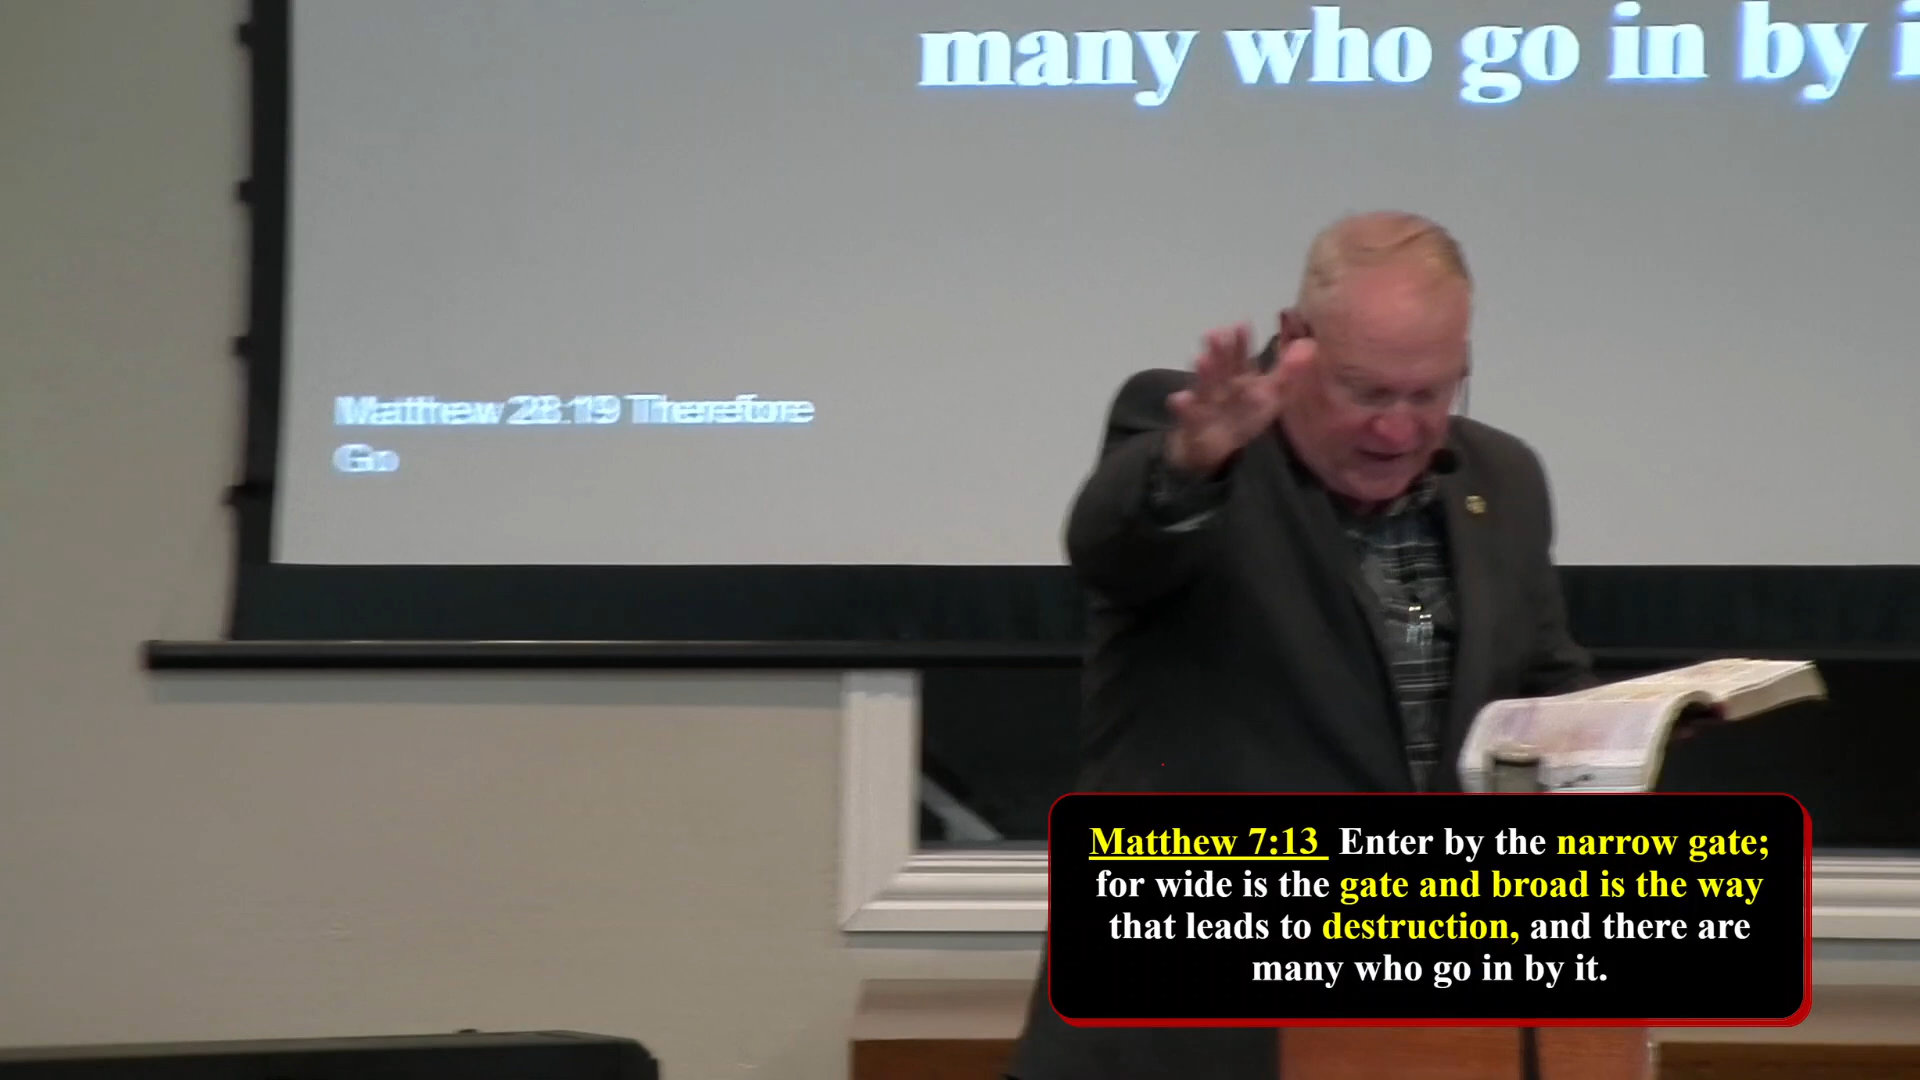 many who go in by i
Matthew 28:19 Therefore
Go
Matthew 7:13 Enter by the narrow gate;
for wide is the gate and broad is the way
that leads to destruction, and there are
many who go in by it.